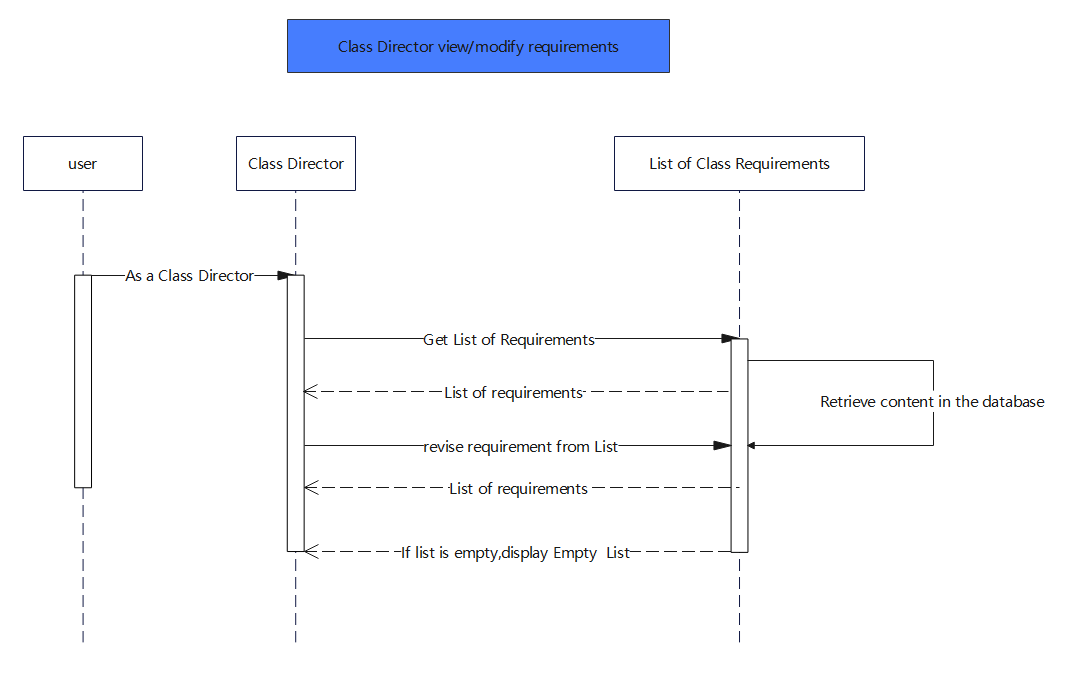 Class Director view/modify requirements
user
Class Director
List of Class Requirements
As a Class Director
Get List of Requirements
List of requirements
Retrieve content in the database
revise requirement from List
List of requirements
If list is empty,display Empty  List